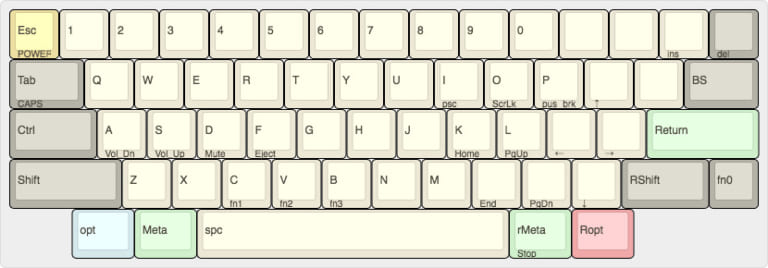 Esc 1 2 3 4 5 6 7 8 9 0
POWER ins del
Tab Q W E R T Y U I O P BS
CAPS psc ScrLk pus_brk ↑
Ctrl A S D F G H J K L Return
Vol_Dn Vol_Up Mute Eject Home PgUp ← →
Shift Z X C V B N M RShift fn0
fn1 fn2 fn3 End PgDn ↓
opt Meta spc rMeta Ropt
Stop